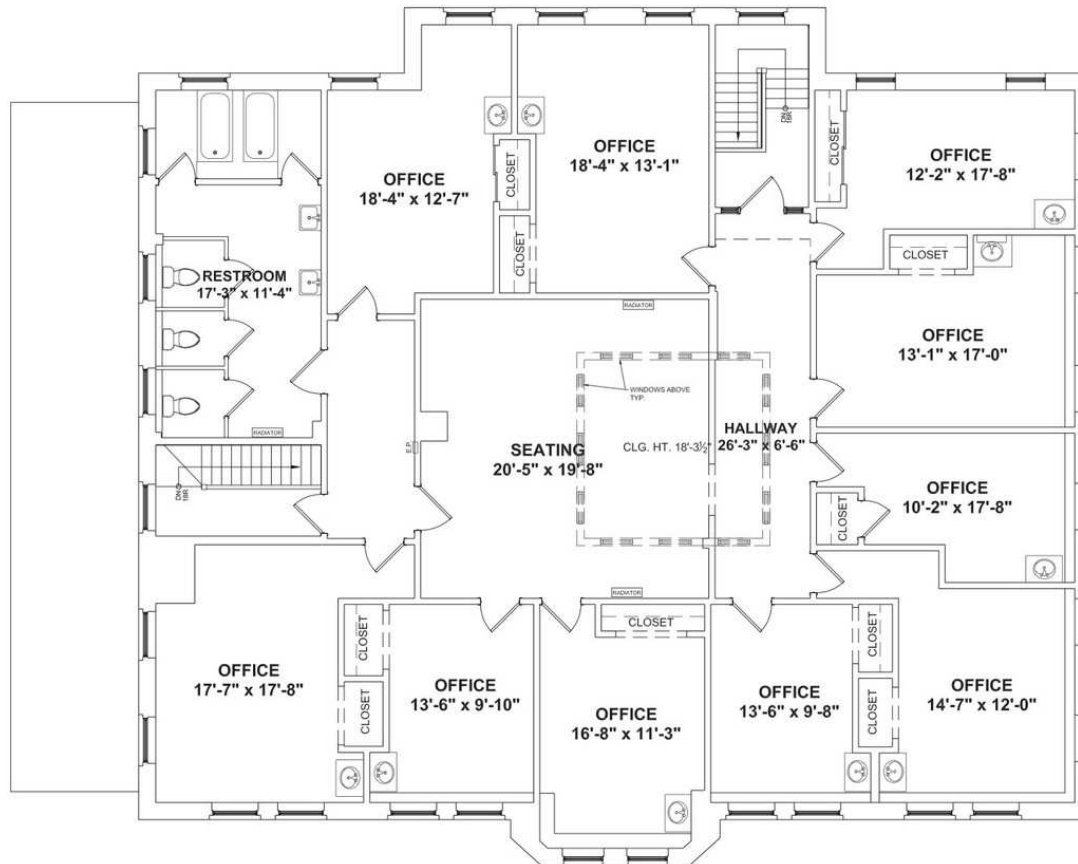 OFFICE
18'-4" x 12'-7"
CLOSET
CLOSET
OFFICE
18'-4" x 13'-1"
DN
18R
CLOSET
OFFICE
12'-2" x 17'-8"
RESTROOM
17'-3" x 11'-4"
RADIATOR
CLOSET
OFFICE
13'-1" x 17'-0"
RADIATOR
WINDOWS ABOVE
TYP.
E.P.
SEATING
20'-5" x 19'-8"
CLG. HT. 18'-3½"
HALLWAY
26'-3" x 6'-6"
DN
18R
OFFICE
10'-2" x 17'-8"
CLOSET
RADIATOR
OFFICE
17'-7" x 17'-8"
CLOSET
CLOSET
OFFICE
13'-6" x 9'-10"
CLOSET
OFFICE
16'-8" x 11'-3"
OFFICE
13'-6" x 9'-8"
CLOSET
CLOSET
OFFICE
14'-7" x 12'-0"